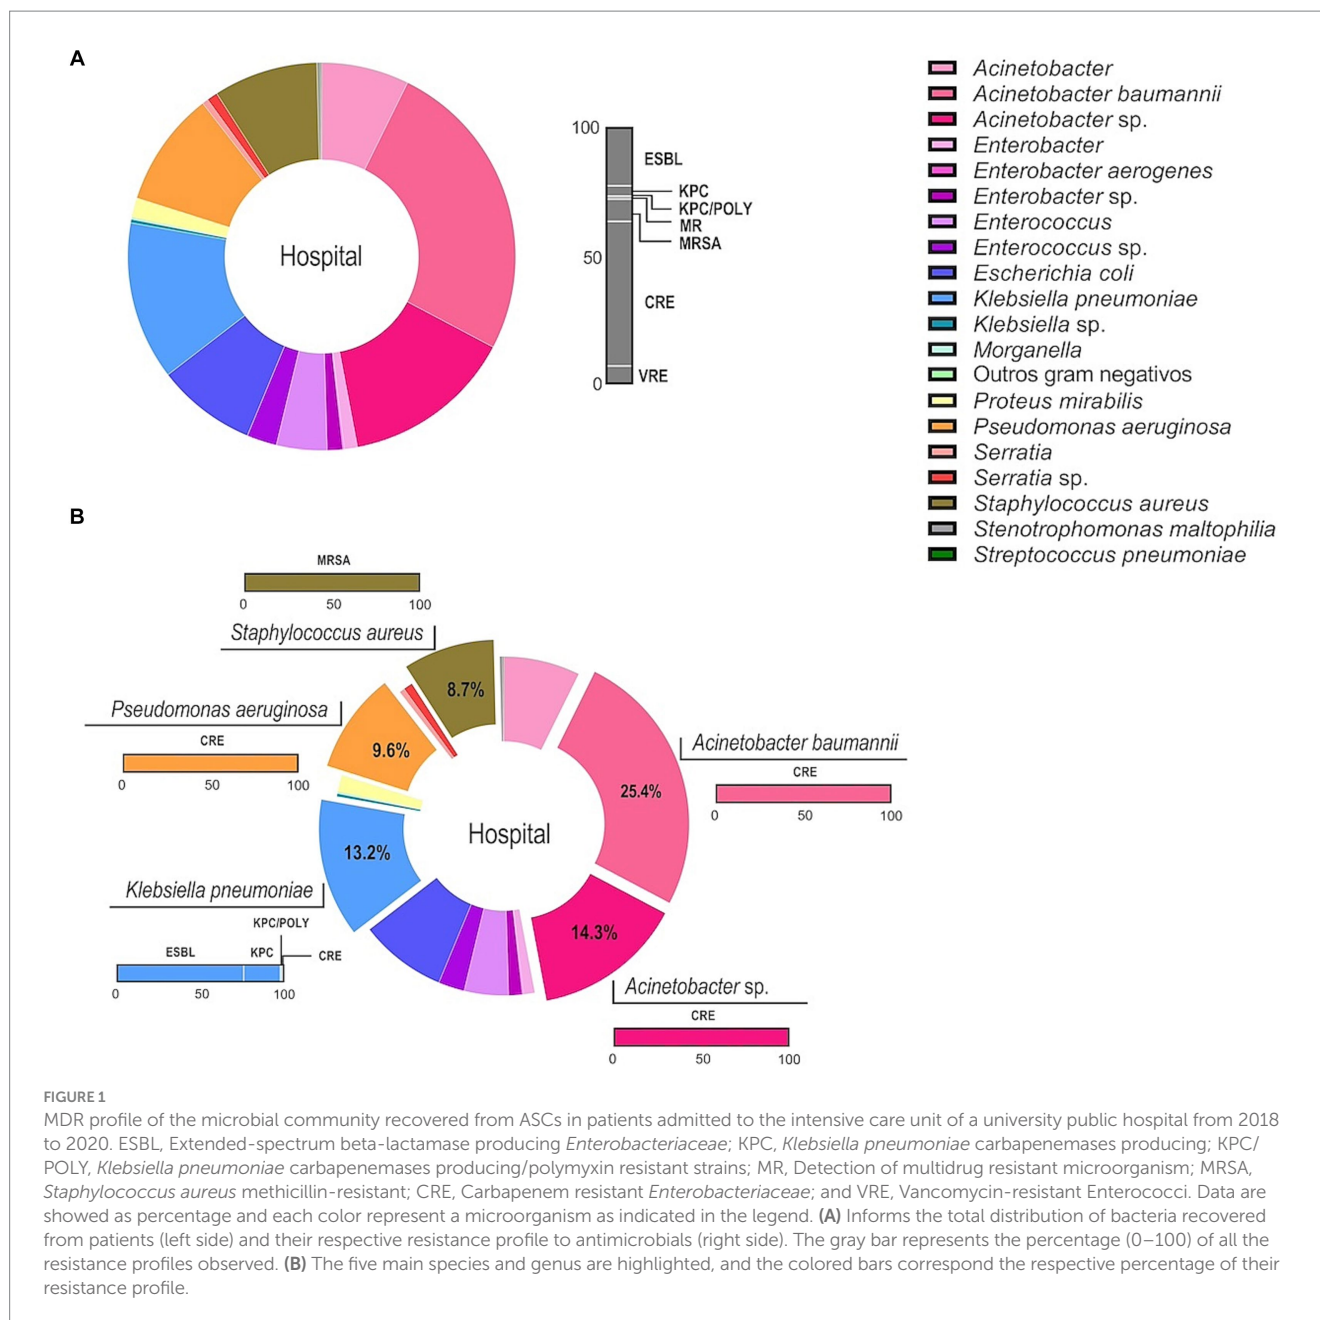 A
Hospital
100
50
0
ESBL
KPC
KPC/POLY
MR
MRSA
CRE
VRE
Acinetobacter
Acinetobacter baumannii
Acinetobacter sp.
Enterobacter
Enterobacter aerogenes
Enterobacter sp.
Enterococcus
Enterococcus sp.
Escherichia coli
Klebsiella pneumoniae
Klebsiella sp.
Morganella
Outros gram negativos
Proteus mirabilis
Pseudomonas aeruginosa
Serratia
Serratia sp.
Staphylococcus aureus
Stenotrophomonas maltophilia
Streptococcus pneumoniae
B
MRSA
0 50 100
Staphylococcus aureus
8.7%
Pseudomonas aeruginosa
CRE
0 50 100
9.6%
Acinetobacter baumannii
CRE
0 50 100
25.4%
Hospital
13.2%
Klebsiella pneumoniae
KPC/POLY
ESBL KPC CRE
0 50 100
14.3%
Acinetobacter sp.
CRE
0 50 100
FIGURE 1
MDR profile of the microbial community recovered from ASCs in patients admitted to the intensive care unit of a university public hospital from 2018
to 2020. ESBL, Extended-spectrum beta-lactamase producing Enterobacteriaceae; KPC, Klebsiella pneumoniae carbapenemases producing; KPC/
POLY, Klebsiella pneumoniae carbapenemases producing/polymyxin resistant strains; MR, Detection of multidrug resistant microorganism; MRSA,
Staphylococcus aureus methicillin-resistant; CRE, Carbapenem resistant Enterobacteriaceae; and VRE, Vancomycin-resistant Enterococci. Data are
showed as percentage and each color represent a microorganism as indicated in the legend. (A) Informs the total distribution of bacteria recovered
from patients (left side) and their respective resistance profile to antimicrobials (right side). The gray bar represents the percentage (0–100) of all the
resistance profiles observed. (B) The five main species and genus are highlighted, and the colored bars correspond the respective percentage of their
resistance profile.